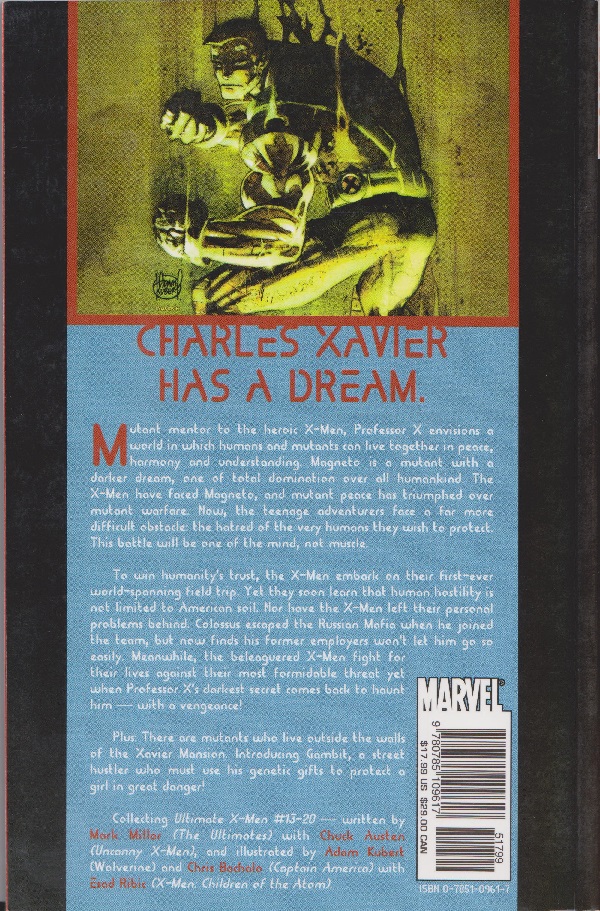 ADAM
KUBERT
CHARLES XAVIER
HAS A DREAM.
Mutant mentor to the heroic X-Men, Professor X envisions a
world in which humans and mutants can live together in peace,
harmony and understanding. Magneto is a mutant with a
darker dream, one of total domination over all humankind. The
X-Men have faced Magneto, and mutant peace has triumphed over
mutant warfare. Now, the teenage adventurers face a far more
difficult obstacle: the hatred of the very humans they wish to protect.
This battle will be one of the mind, not muscle.
To win humanity's trust, the X-Men embark on their first-ever
world-spanning field trip. Yet they soon learn that human hostility is
not limited to American soil. Nor have the X-Men left their personal
problems behind. Colossus escaped the Russian Mafia when he joined
the team, but now finds his former employers won't let him go so
easily. Meanwhile, the beleaguered X-Men fight for
their lives against their most formidable threat yet
when Professor X's darkest secret comes back to haunt
him — with a vengeance!
Plus: There are mutants who live outside the walls
of the Xavier Mansion. Introducing Gambit, a street
hustler who must use his genetic gifts to protect a
girl in great danger!
Collecting Ultimate X-Men #13-20 — written by
Mark Millar (The Ultimates) with Chuck Austen
(Uncanny X-Men), and illustrated by Adam Kubert
(Wolverine) and Chris Bachalo (Captain America) with
Esad Ribic (X-Men: Children of the Atom).
MARVEL®
9 780785 109617
$17.99 US $29.00 CAN
51799
ISBN 0-7851-0961-7